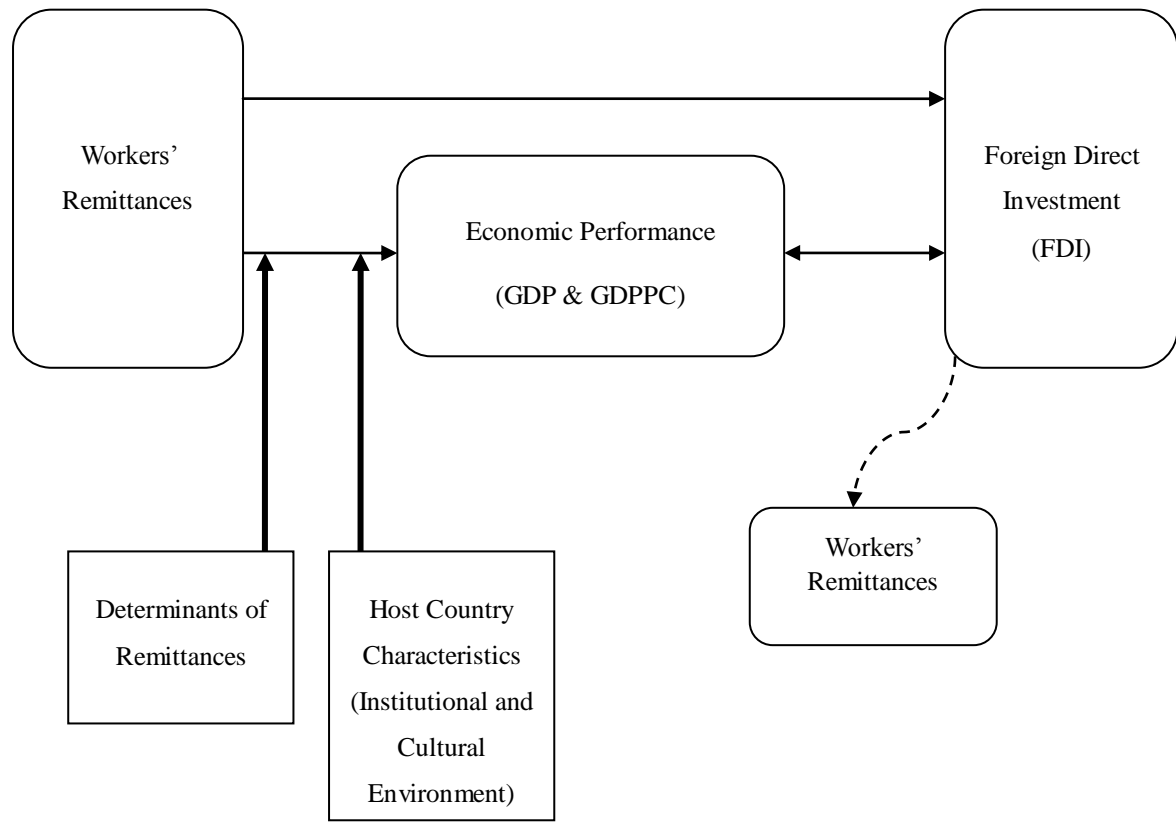 Workers’
Remittances
Economic Performance
(GDP & GDPPC)
Foreign Direct
Investment
(FDI)
Workers’
Remittances
Determinants of
Remittances
Host Country
Characteristics
(Institutional and
Cultural
Environment)